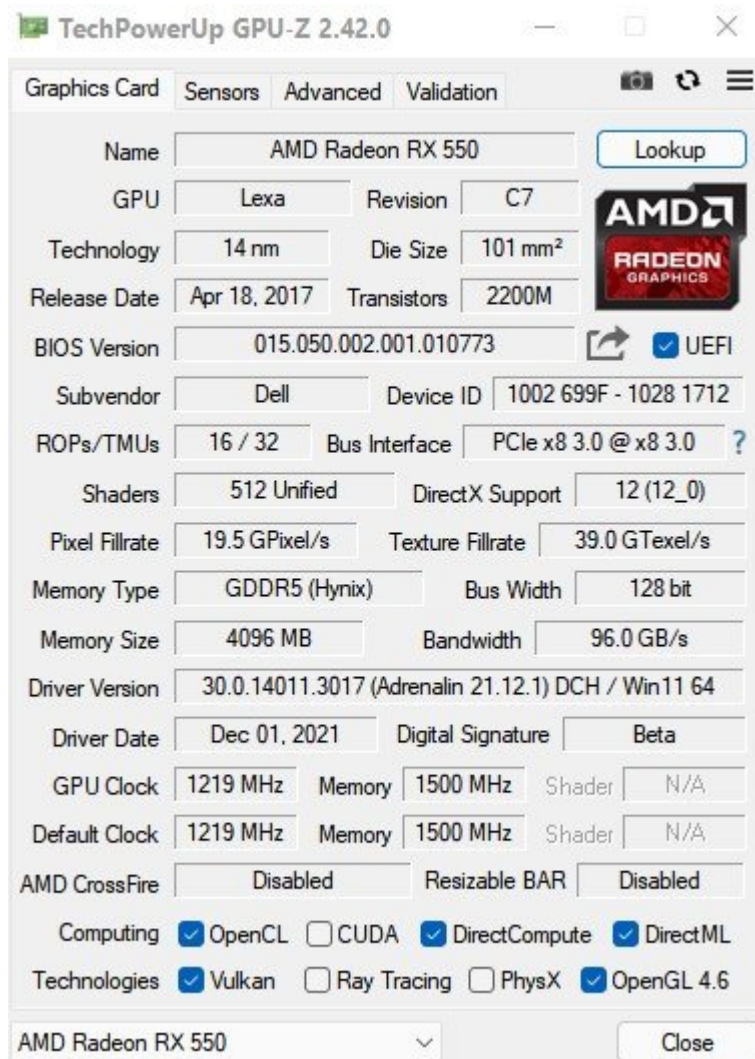 TechPowerUp GPU-Z 2.42.0
Graphics Card Sensors Advanced Validation
Name AMD Radeon RX 550 Lookup
GPU Lexa Revision C7
AMD
RADEON
GRAPHICS
Technology 14 nm Die Size 101 mm²
Release Date Apr 18, 2017 Transistors 2200M
BIOS Version 015.050.002.001.010773 UEFI
Subvendor Dell Device ID 1002 699F - 1028 1712
ROPs/TMUs 16 / 32 Bus Interface PCIe x8 3.0 @ x8 3.0 ?
Shaders 512 Unified DirectX Support 12 (12_0)
Pixel Fillrate 19.5 GPixel/s Texture Fillrate 39.0 GTexel/s
Memory Type GDDR5 (Hynix) Bus Width 128 bit
Memory Size 4096 MB Bandwidth 96.0 GB/s
Driver Version 30.0.14011.3017 (Adrenalin 21.12.1) DCH / Win11 64
Driver Date Dec 01, 2021 Digital Signature Beta
GPU Clock 1219 MHz Memory 1500 MHz Shader N/A
Default Clock 1219 MHz Memory 1500 MHz Shader N/A
AMD CrossFire Disabled Resizable BAR Disabled
Computing OpenCL CUDA DirectCompute DirectML
Technologies Vulkan Ray Tracing PhysX OpenGL 4.6
AMD Radeon RX 550 Close